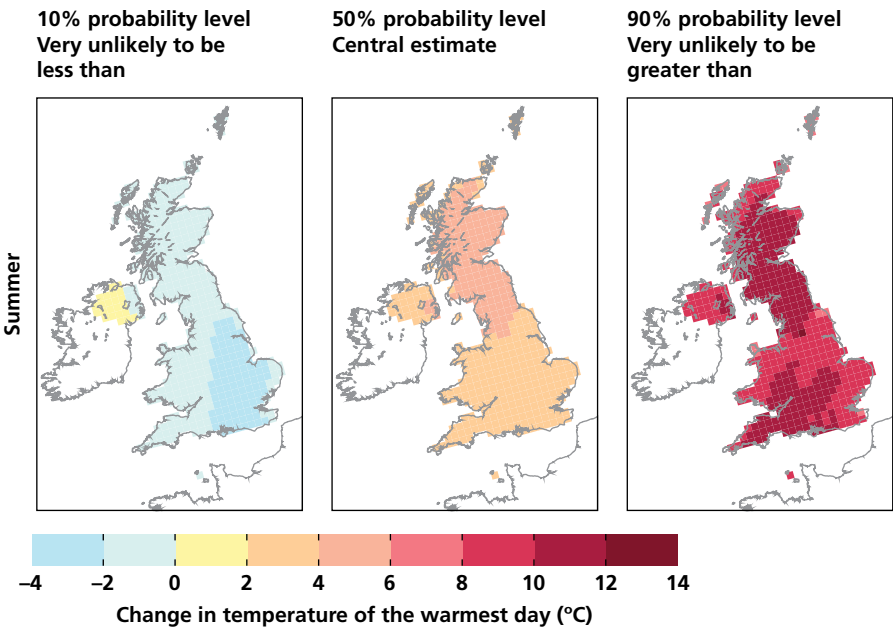 10% probability level
Very unlikely to be
less than
50% probability level
Central estimate
90% probability level
Very unlikely to be
greater than
Summer
–4 –2 0 2 4 6 8 10 12 14
Change in temperature of the warmest day (ºC)